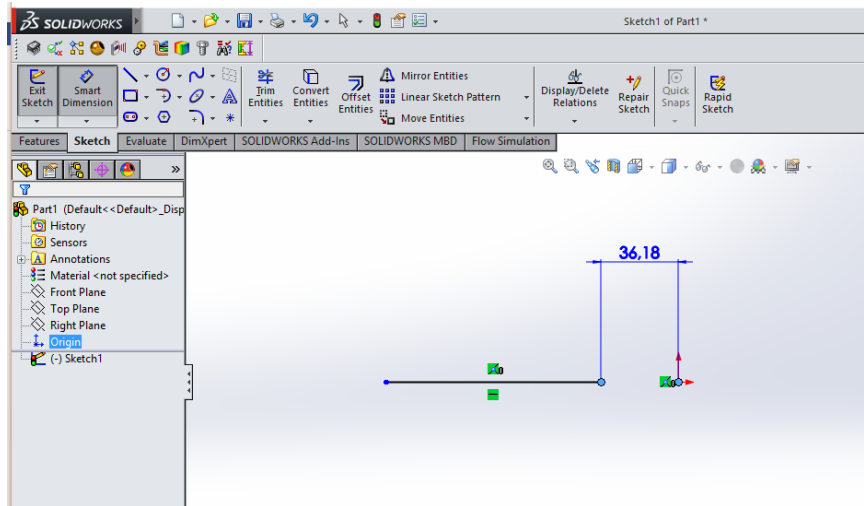 SOLIDWORKS
Sketch1 of Part1 *
Exit Sketch
Smart Dimension
Trim Entities
Convert Entities
Offset Entities
Mirror Entities
Linear Sketch Pattern
Move Entities
Display/Delete Relations
Repair Sketch
Quick Snaps
Rapid Sketch
Features Sketch Evaluate DimXpert SOLIDWORKS Add-Ins SOLIDWORKS MBD Flow Simulation
»
Part1 (Default<<Default>_Disp
History
Sensors
A Annotations
Material <not specified>
Front Plane
Top Plane
Right Plane
Origin
(-) Sketch1
36,18
0
0